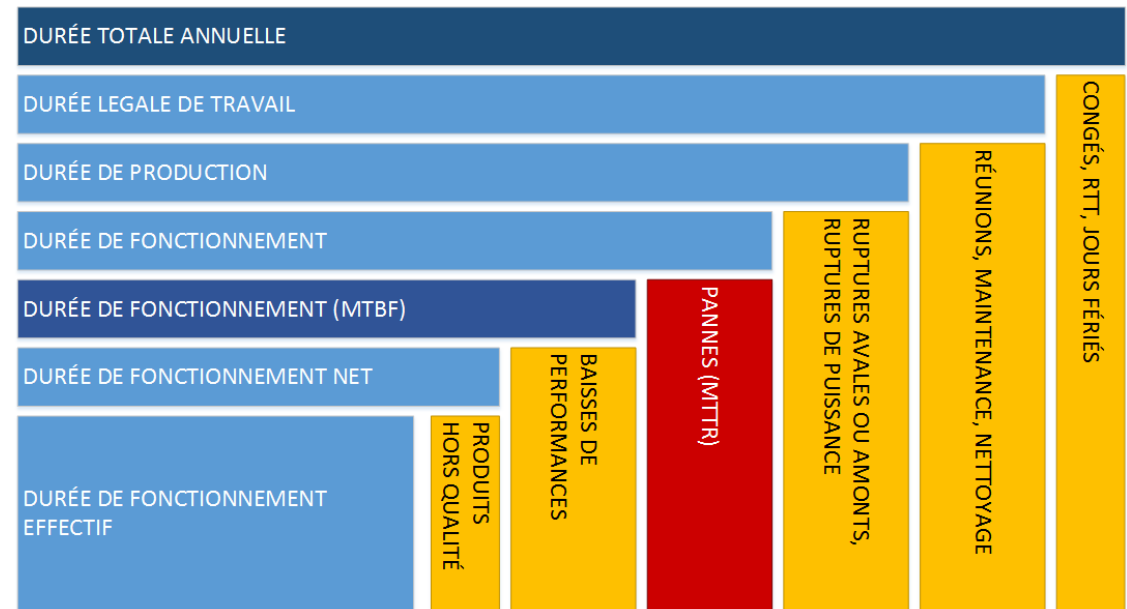 DURÉE TOTALE ANNUELLE
DURÉE LEGALE DE TRAVAIL
CONGÉS, RTT, JOURS FÉRIÉS
DURÉE DE PRODUCTION
RÉUNIONS, MAINTENANCE, NETTOYAGE
DURÉE DE FONCTIONNEMENT
RUPTURES AVALES OU AMONTS,
RUPTURES DE PUISSANCE
DURÉE DE FONCTIONNEMENT (MTBF)
PANNES (MTTR)
DURÉE DE FONCTIONNEMENT NET
BAISSES DE
PERFORMANCES
DURÉE DE FONCTIONNEMENT
EFFECTIF
PRODUITS
HORS QUALITÉ